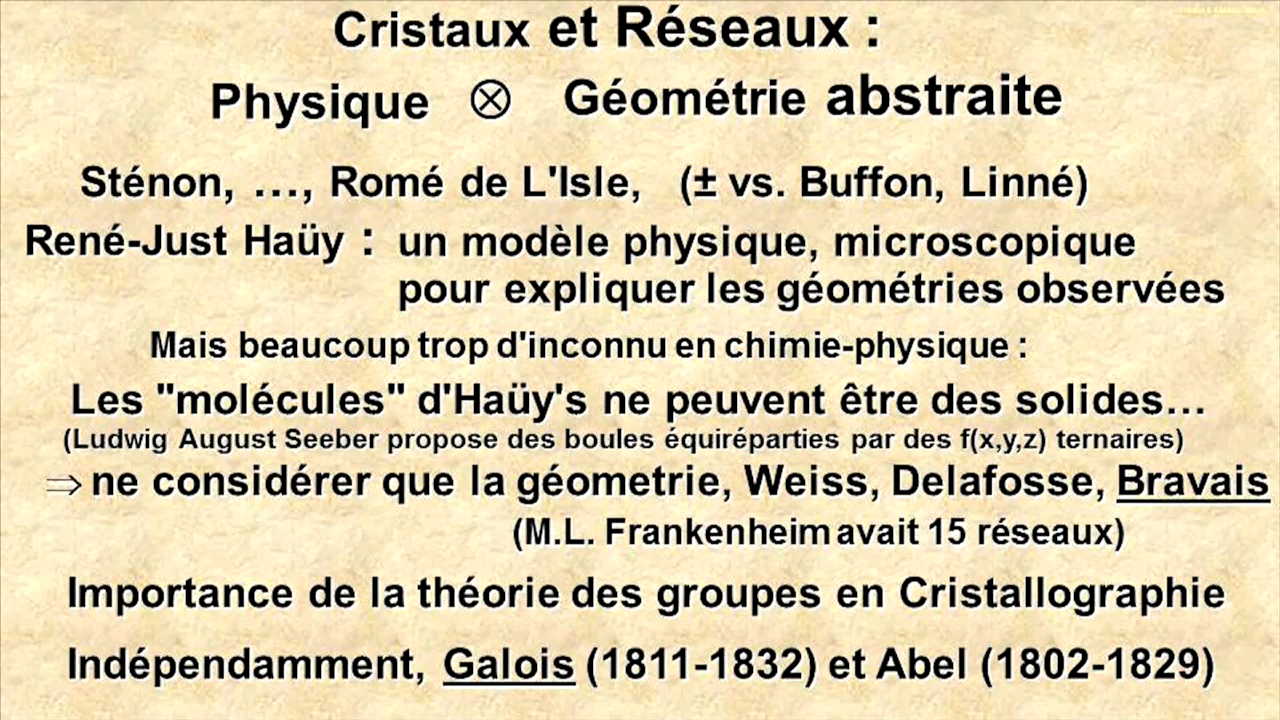 Cristaux et Réseaux :
Physique ⊗ Géométrie abstraite
Sténon, …, Romé de L'Isle, (± vs. Buffon, Linné)
René-Just Haüy : un modèle physique, microscopique
pour expliquer les géométries observées
Mais beaucoup trop d'inconnu en chimie-physique :
Les "molécules" d'Haüy's ne peuvent être des solides…
(Ludwig August Seeber propose des boules équiréparties par des f(x,y,z) ternaires)
⇒ ne considérer que la géometrie, Weiss, Delafosse, Bravais
(M.L. Frankenheim avait 15 réseaux)
Importance de la théorie des groupes en Cristallographie
Indépendamment, Galois (1811-1832) et Abel (1802-1829)